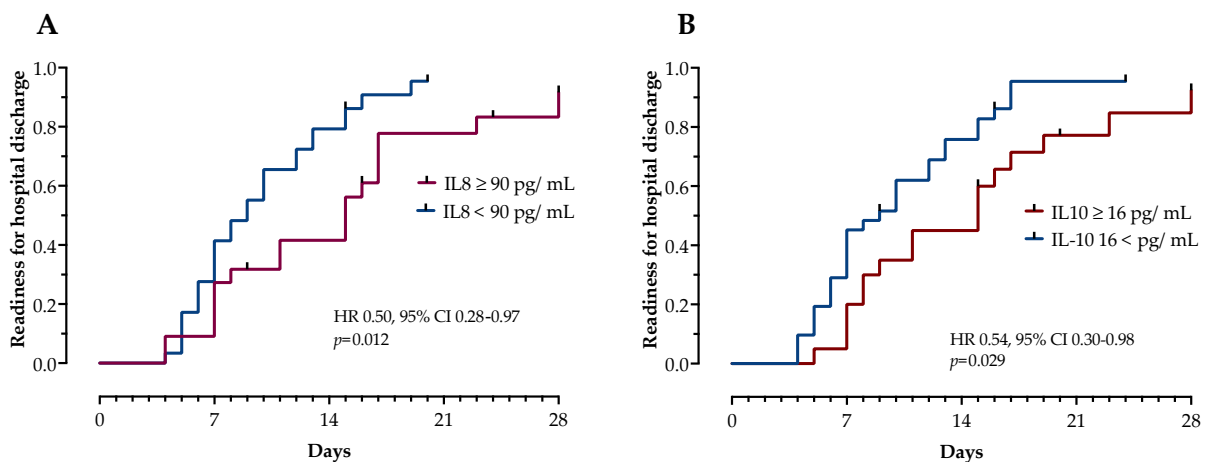 A
Readiness for hospital discharge
1.0
0.8
0.6
0.4
0.2
0.0
IL8 ≥ 90 pg/ mL
IL8 < 90 pg/ mL
HR 0.50, 95% CI 0.28-0.97
p=0.012
0 7 14 21 28
Days
B
Readiness for hospital discharge
1.0
0.8
0.6
0.4
0.2
0.0
IL10 ≥ 16 pg/ mL
IL-10 16 < pg/ mL
HR 0.54, 95% CI 0.30-0.98
p=0.029
0 7 14 21 28
Days